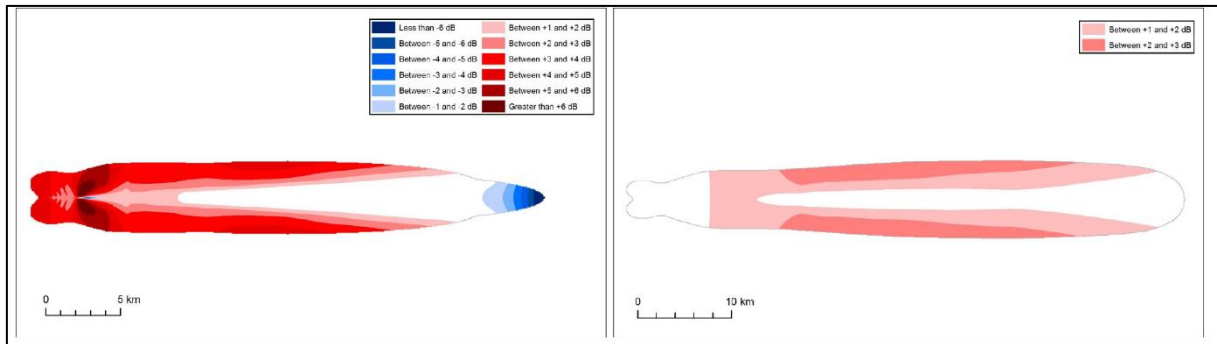 Less than -6 dB
Between -5 and -6 dB
Between -4 and -5 dB
Between -3 and -4 dB
Between -2 and -3 dB
Between -1 and -2 dB
Between +1 and +2 dB
Between +2 and +3 dB
Between +3 and +4 dB
Between +4 and +5 dB
Between +5 and +6 dB
Greater than +6 dB
0 5 km
Between +1 and +2 dB
Between +2 and +3 dB
0 10 km